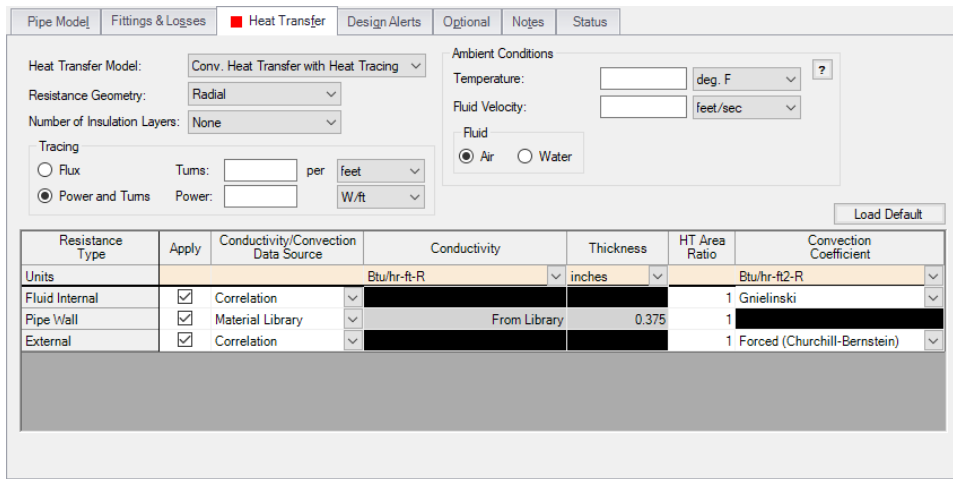 Pipe Model
Fittings & Losses
Heat Transfer
Design Alerts
Optional
Notes
Status
Heat Transfer Model: Conv. Heat Transfer with Heat Tracing
Resistance Geometry: Radial
Number of Insulation Layers: None
Tracing
Flux Turns: per feet
Power and Turns Power: W/ft
Ambient Conditions
Temperature: deg. F ?
Fluid Velocity: feet/sec
Fluid
Air Water
Load Default
Resistance Type Apply Conductivity/Convection Data Source Conductivity Thickness HT Area Ratio Convection Coefficient
Units Btu/hr-ft-R inches Btu/hr-ft2-R
Fluid Internal Correlation 1 Gnielinski
Pipe Wall Material Library From Library 0.375 1
External Correlation 1 Forced (Churchill-Bernstein)